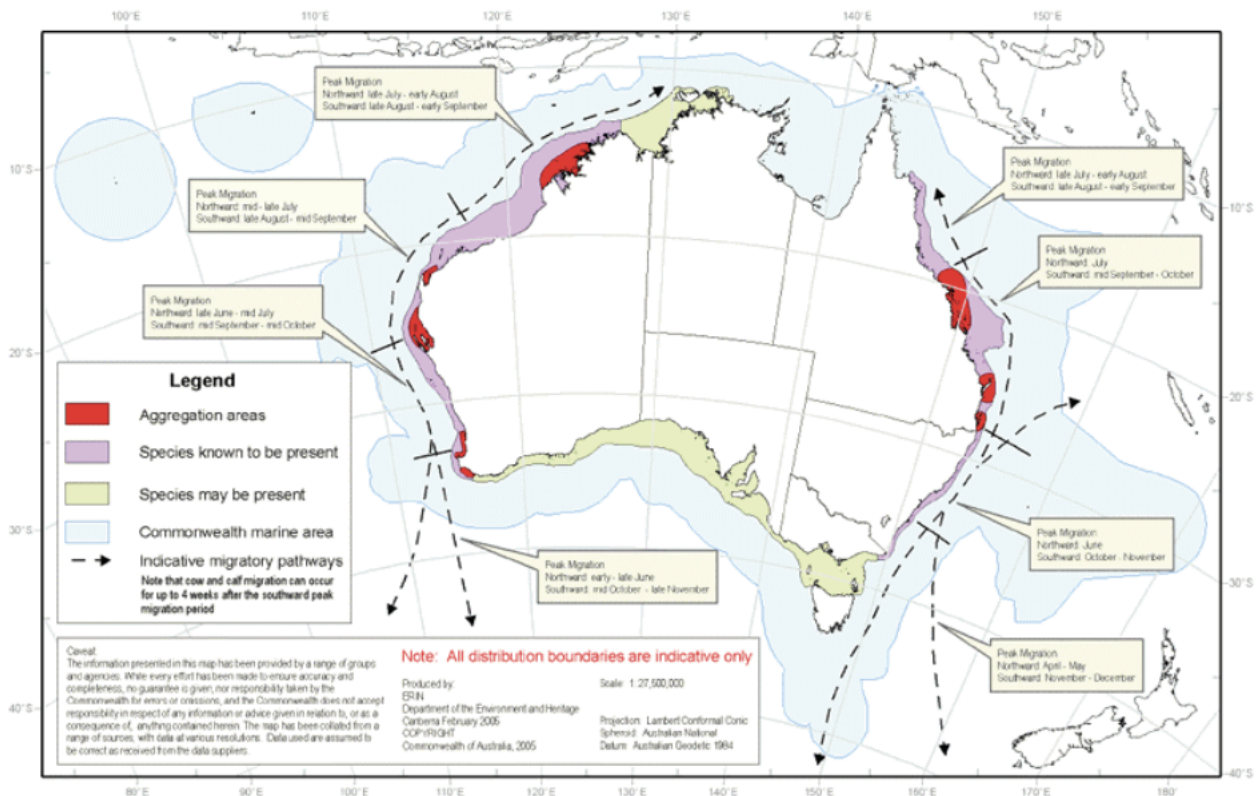 100°E
110°E
120°E
130°E
140°E
150°E
Peak Migration
Northward: late July - early August
Southward: late August - early September
Peak Migration
Northward: late July - early August
Southward: late August - early September
10°S
10°S
Peak Migration
Northward: mid - late July
Southward: late August - mid September
Peak Migration
Northward: July
Southward: mid September - October
Peak Migration
Northward: late June - mid July
Southward: mid September - mid October
20°S
20°S
Legend
Aggregation areas
Species known to be present
Species may be present
Commonwealth marine area
Indicative migratory pathways
Note that cow and calf migration can occur
for up to 4 weeks after the southward peak
migration period
30°S
30°S
Peak Migration
Northward: June
Southward: October - November
Peak Migration
Northward: early - late June
Southward: mid October - late November
Peak Migration
Northward: April - May
Southward: November - December
Caveat:
The information presented in this map has been provided by a range of groups
and agencies. While every effort has been made to ensure accuracy and
completeness, no guarantee is given, nor responsibility taken by the
Commonwealth for errors or omissions, and the Commonwealth does not accept
responsibility in respect of any information or advice given in relation to, or as a
consequence of, anything contained herein. The map has been collated from a
range of sources, with data at various resolutions. Data used are assumed to
be correct as received from the data suppliers.
Note: All distribution boundaries are indicative only
Produced by:
ERIN
Department of the Environment and Heritage
Canberra February 2005
COPYRIGHT
Commonwealth of Australia, 2005
Scale: 1:27,500,000
Projection: Lambert Conformal Conic
Spheroid: Australian National
Datum: Australian Geodetic 1984
40°S
40°S
80°E
90°E
100°E
110°E
120°E
130°E
140°E
150°E
160°E
170°E
180°